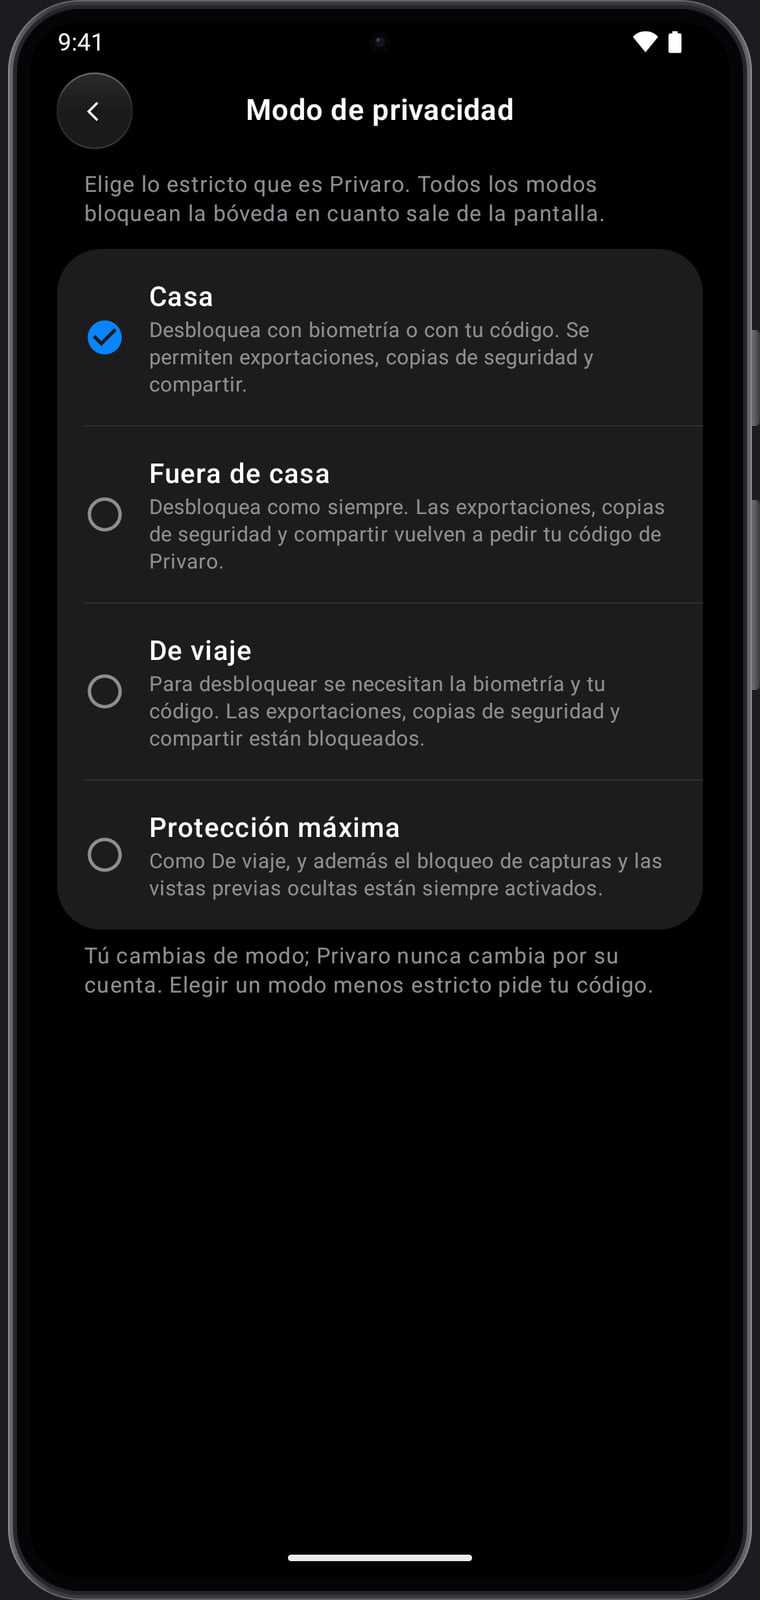 9:41
Modo de privacidad
Elige lo estricto que es Privaro. Todos los modos
bloquean la bóveda en cuanto sale de la pantalla.
Casa
Desbloquea con biometría o con tu código. Se
permiten exportaciones, copias de seguridad y
compartir.
Fuera de casa
Desbloquea como siempre. Las exportaciones, copias
de seguridad y compartir vuelven a pedir tu código de
Privaro.
De viaje
Para desbloquear se necesitan la biometría y tu
código. Las exportaciones, copias de seguridad y
compartir están bloqueados.
Protección máxima
Como De viaje, y además el bloqueo de capturas y las
vistas previas ocultas están siempre activados.
Tú cambias de modo; Privaro nunca cambia por su
cuenta. Elegir un modo menos estricto pide tu código.